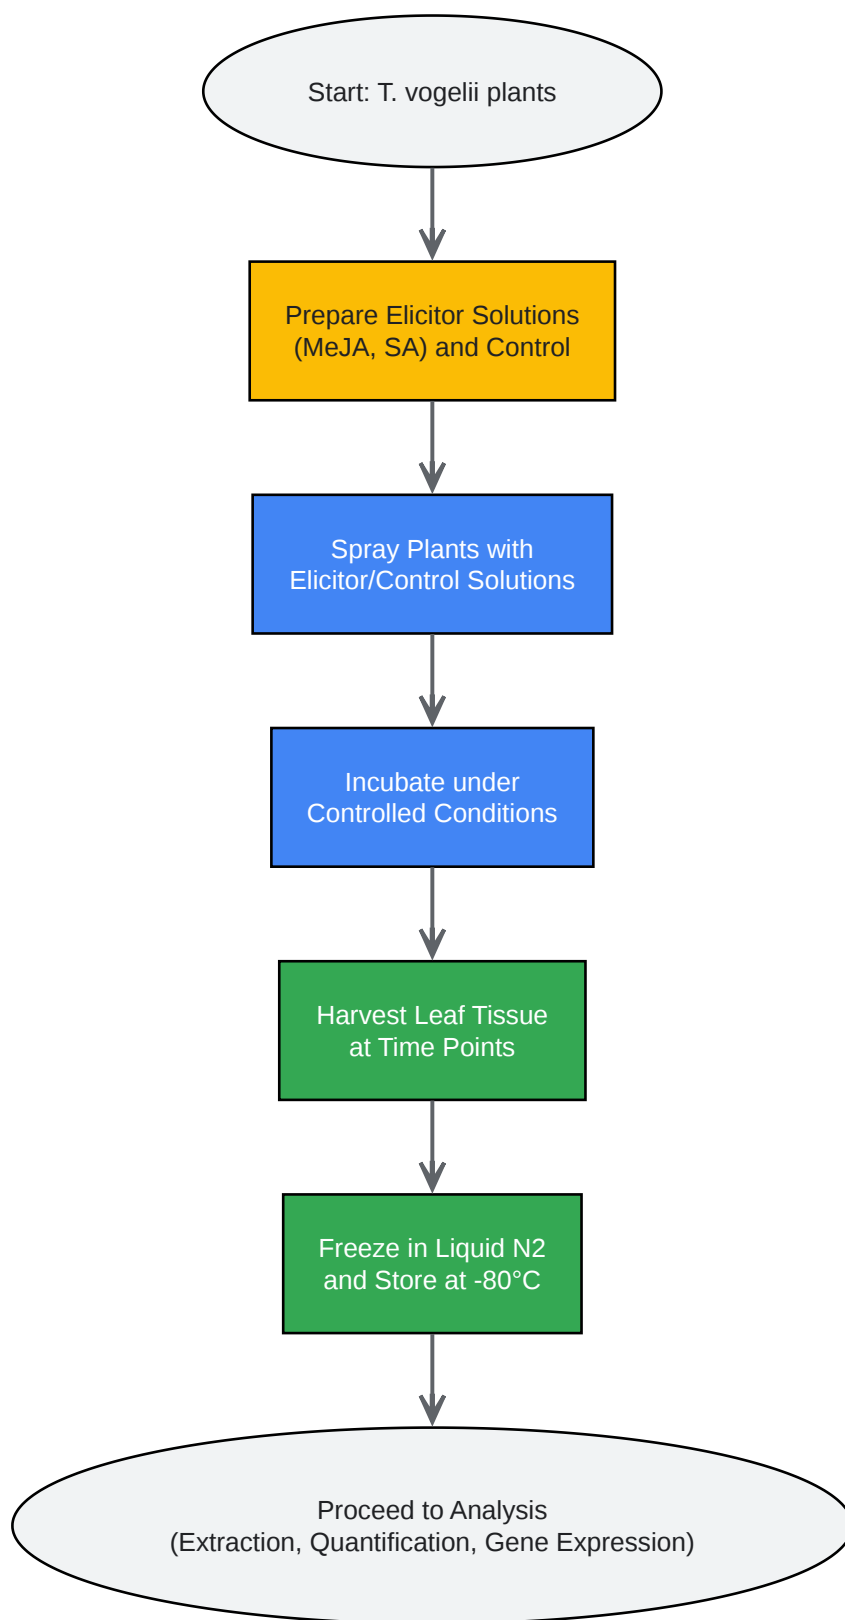 Start: T. vogelii plants
Prepare Elicitor Solutions
(MeJA, SA) and Control
Spray Plants with
Elicitor/Control Solutions
Incubate under
Controlled Conditions
Harvest Leaf Tissue
at Time Points
Freeze in Liquid N2
and Store at -80°C
Proceed to Analysis
(Extraction, Quantification, Gene Expression)